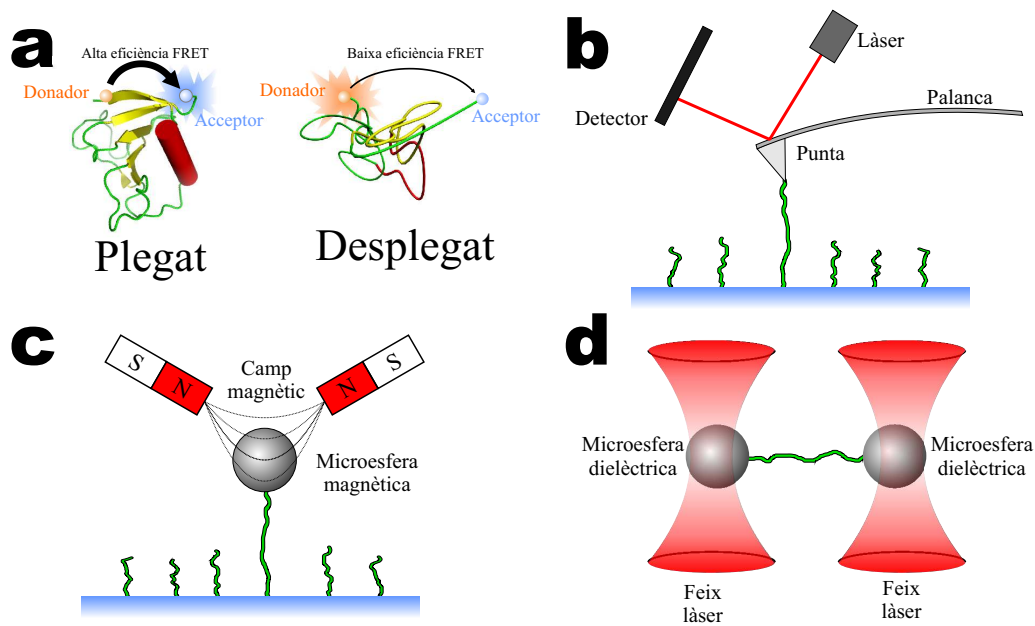 a
Alta eficiència FRET
Donador
Acceptor
Plegat
Baixa eficiència FRET
Donador
Acceptor
Desplegat
b
Làser
Detector
Palanca
Punta
c
S
N
Camp
magnètic
N
S
Microesfera
magnètica
d
Microesfera
dielèctrica
Microesfera
dielèctrica
Feix
làser
Feix
làser